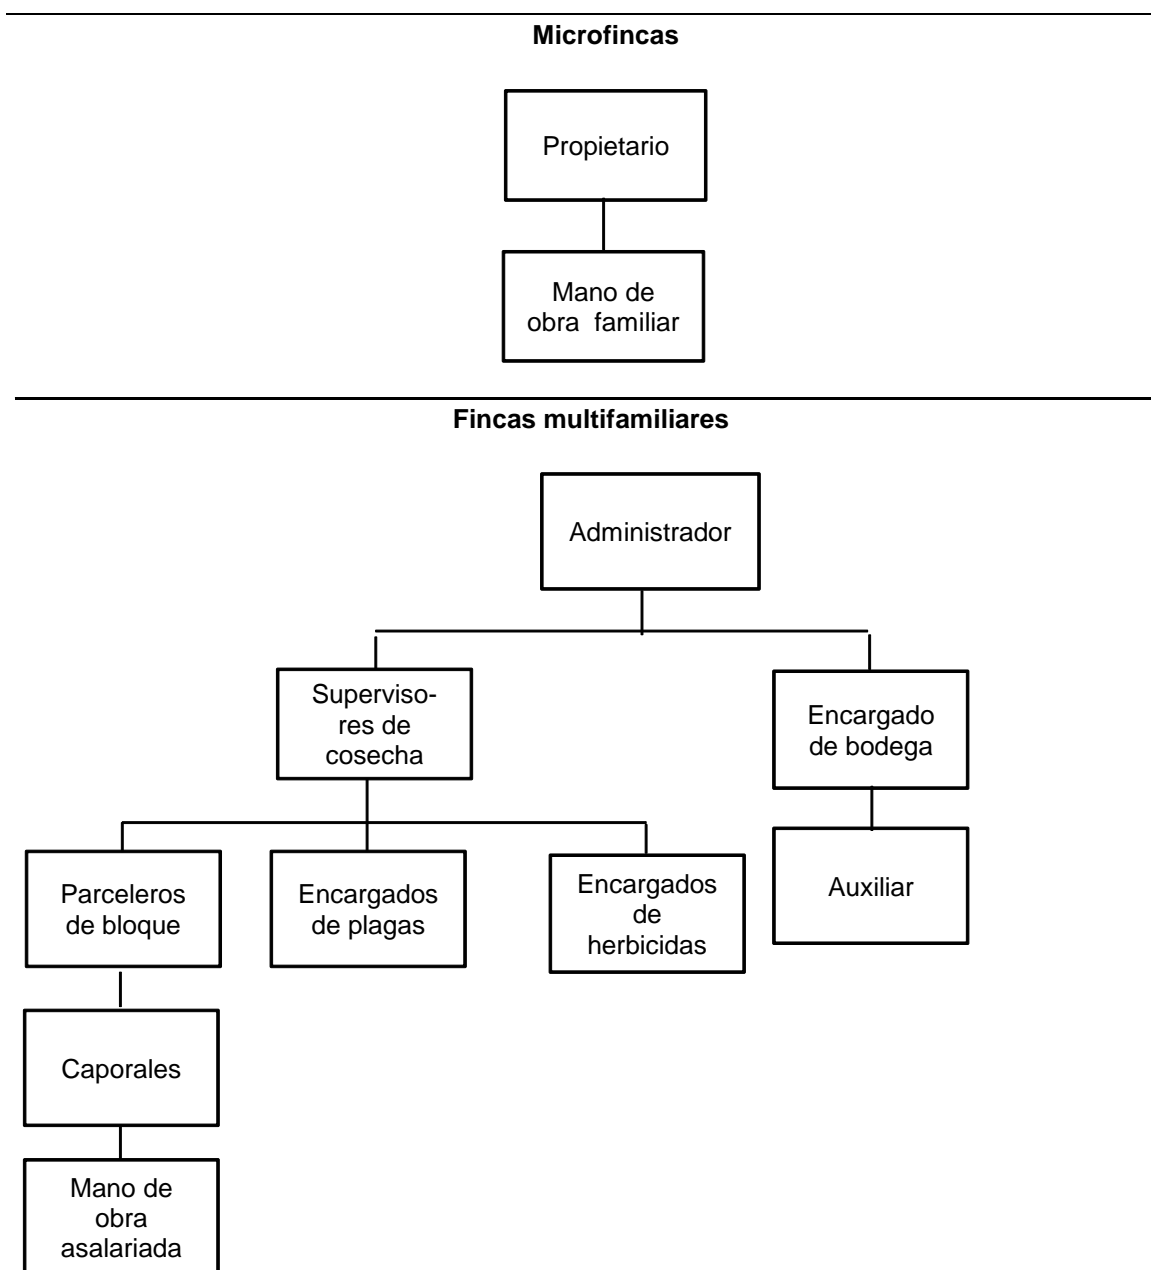 Microfincas
Propietario
Mano de
obra familiar
Fincas multifamiliares
Administrador
Superviso-
res de
cosecha
Encargado
de bodega
Parceleros
de bloque
Encargados
de plagas
Encargados
de
herbicidas
Auxiliar
Caporales
Mano de
obra
asalariada